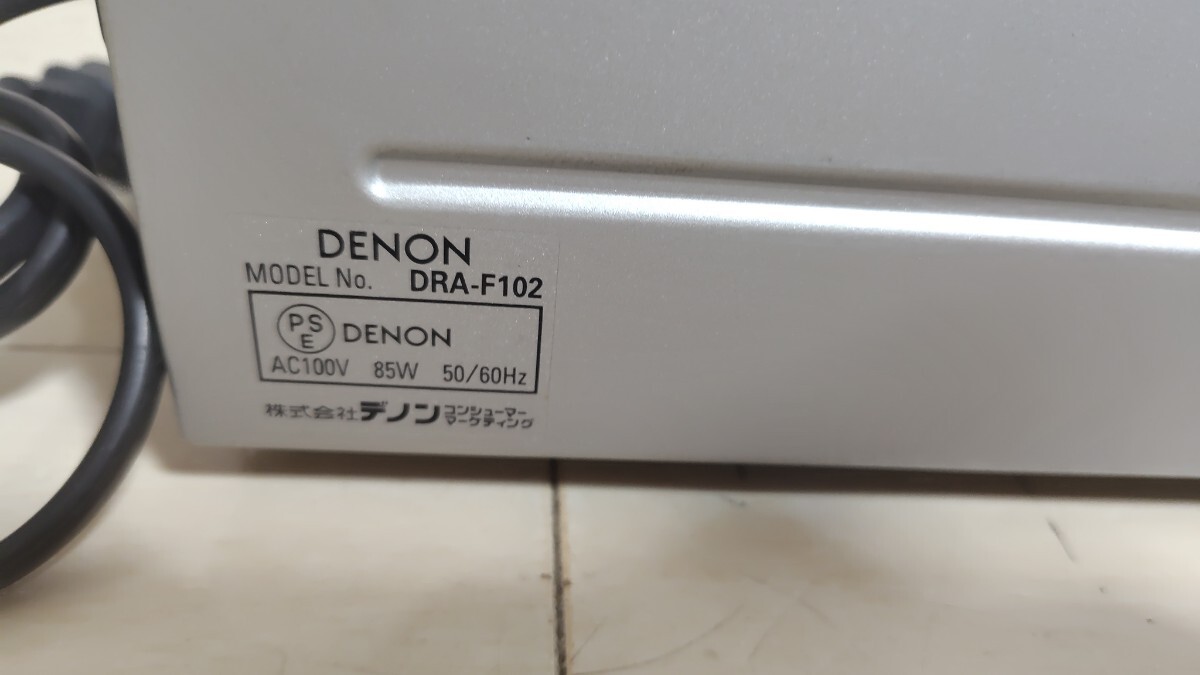 DENON
MODEL No. DRA-F102
PSE DENON
AC100V 85W 50/60Hz
株式会社デノン コンシューマー
マーケティング